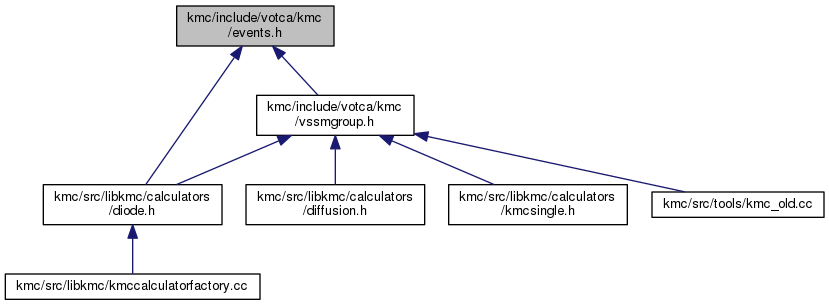 kmc/include/votca/kmc
/events.h
kmc/include/votca/kmc
/vssmgroup.h
kmc/src/libkmc/calculators
/diode.h
kmc/src/libkmc/calculators
/diffusion.h
kmc/src/libkmc/calculators
/kmcsingle.h
kmc/src/tools/kmc_old.cc
kmc/src/libkmc/kmccalculatorfactory.cc